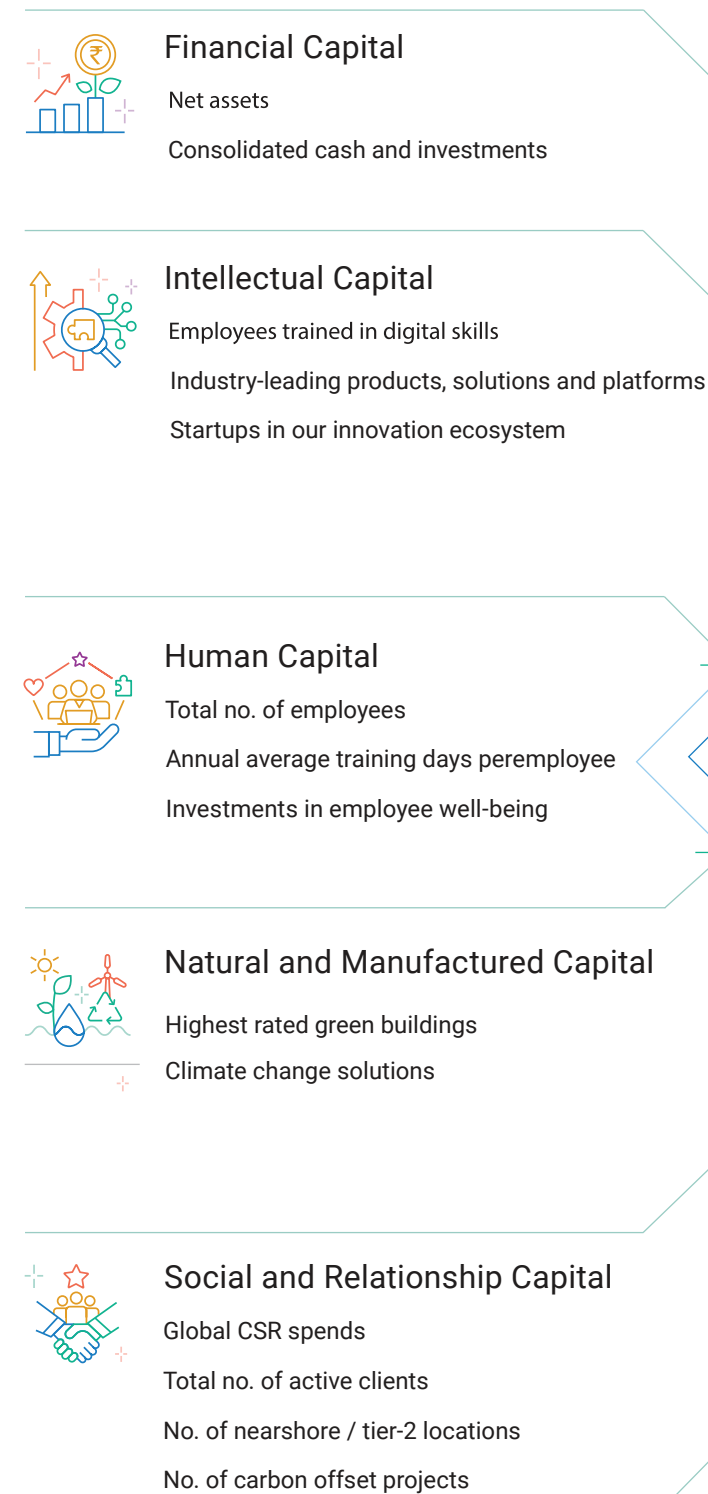 Financial Capital
Net assets
Consolidated cash and investments
Intellectual Capital
Employees trained in digital skills
Industry-leading products, solutions and platforms
Startups in our innovation ecosystem
Human Capital
Total no. of employees
Annual average training days peremployee
Investments in employee well-being
Natural and Manufactured Capital
Highest rated green buildings
Climate change solutions
Social and Relationship Capital
Global CSR spends
Total no. of active clients
No. of nearshore / tier-2 locations
No. of carbon offset projects